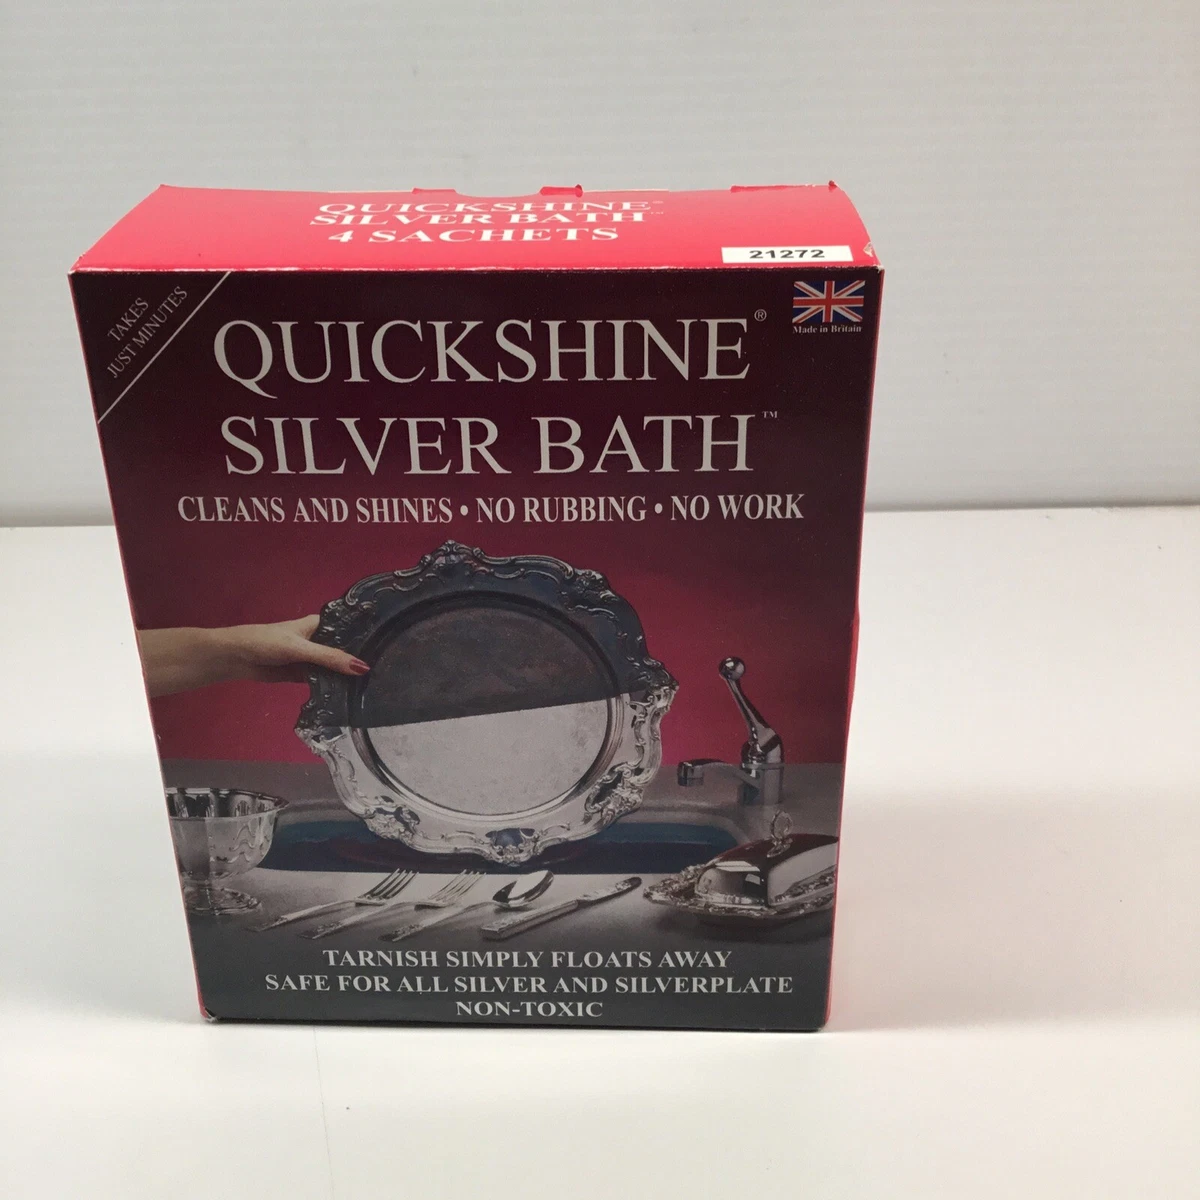 QUICKSHINE®
SILVER BATH™
4 SACHETS
21272
TAKES
JUST MINUTES
Made in Britain
QUICKSHINE®
SILVER BATH™
CLEANS AND SHINES • NO RUBBING • NO WORK
TARNISH SIMPLY FLOATS AWAY
SAFE FOR ALL SILVER AND SILVERPLATE
NON-TOXIC